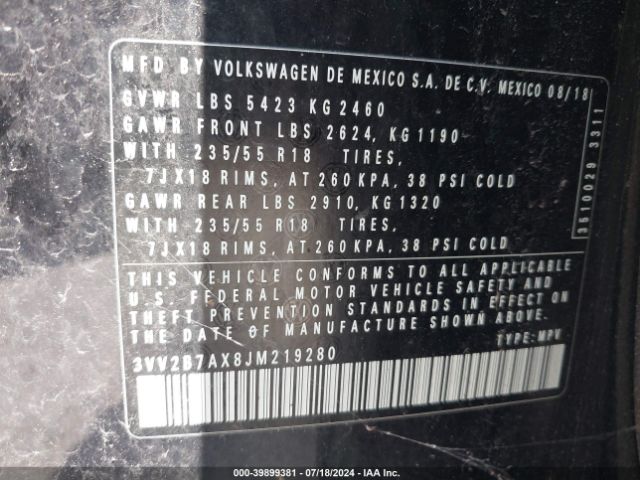 MFD BY VOLKSWAGEN DE MEXICO S.A. DE C.V. MEXICO 08/18
GVWR LBS 5423 KG 2460
GAWR FRONT LBS 2624, KG 1190
WITH 235/55 R18 TIRES,
7JX18 RIMS, AT 260 KPA, 38 PSI COLD
GAWR REAR LBS 2910, KG 1320
WITH 235/55 R18 TIRES,
7JX18 RIMS, AT 260 KPA, 38 PSI COLD
3510029 3311
THIS VEHICLE CONFORMS TO ALL APPLICABLE
U.S. FEDERAL MOTOR VEHICLE SAFETY AND
THEFT PREVENTION STANDARDS IN EFFECT ON
THE DATE OF MANUFACTURE SHOWN ABOVE
3VV2B7AX8JM219280 TYPE: MPV
000-39899381 | 07/18/2024 | IAA Inc.